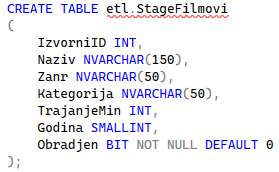 CREATE TABLE etl.StageFilmovi
(
IzvorniID INT,
Naziv NVARCHAR(150),
Zanr NVARCHAR(50),
Kategorija NVARCHAR(50),
TrajanjeMin INT,
Godina SMALLINT,
Obradjen BIT NOT NULL DEFAULT 0
);